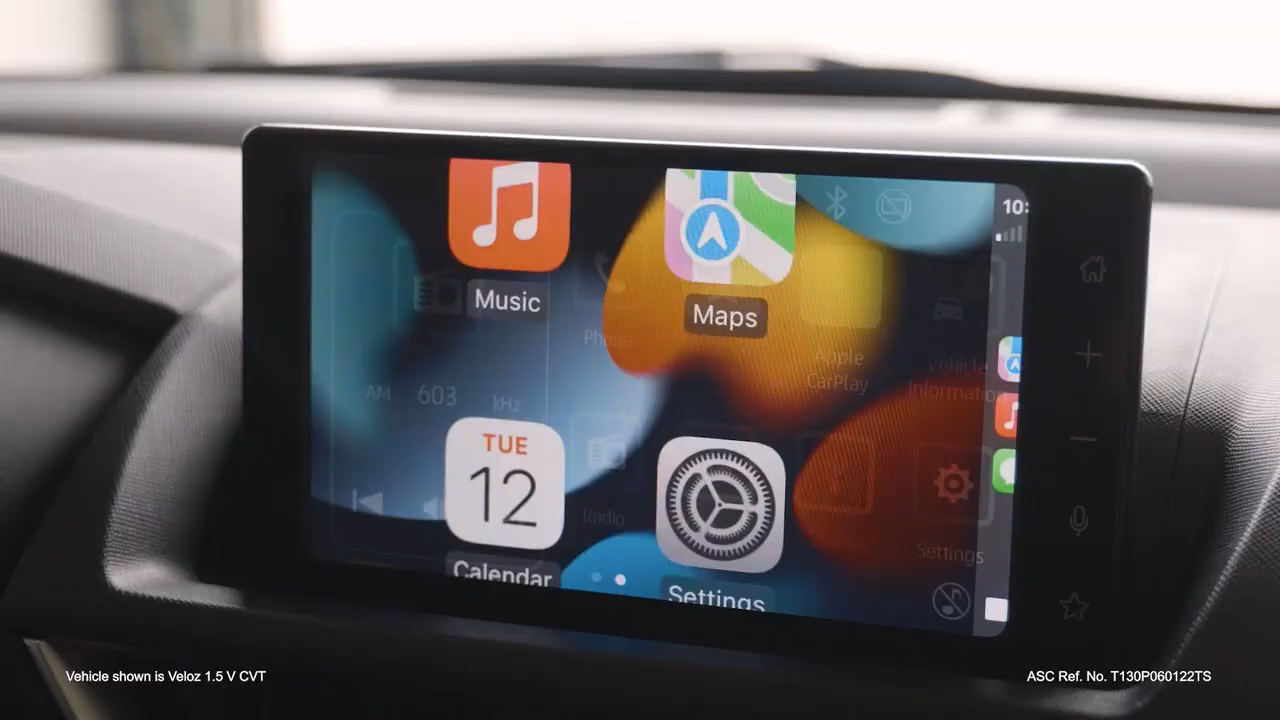 10:
Music
Maps
Phone
Apple
CarPlay
Vehicle
Information
AM 603 kHz
TUE
12
Radio
Settings
Calendar
Settings
Vehicle shown is Veloz 1.5 V CVT
ASC Ref. No. T130P060122TS